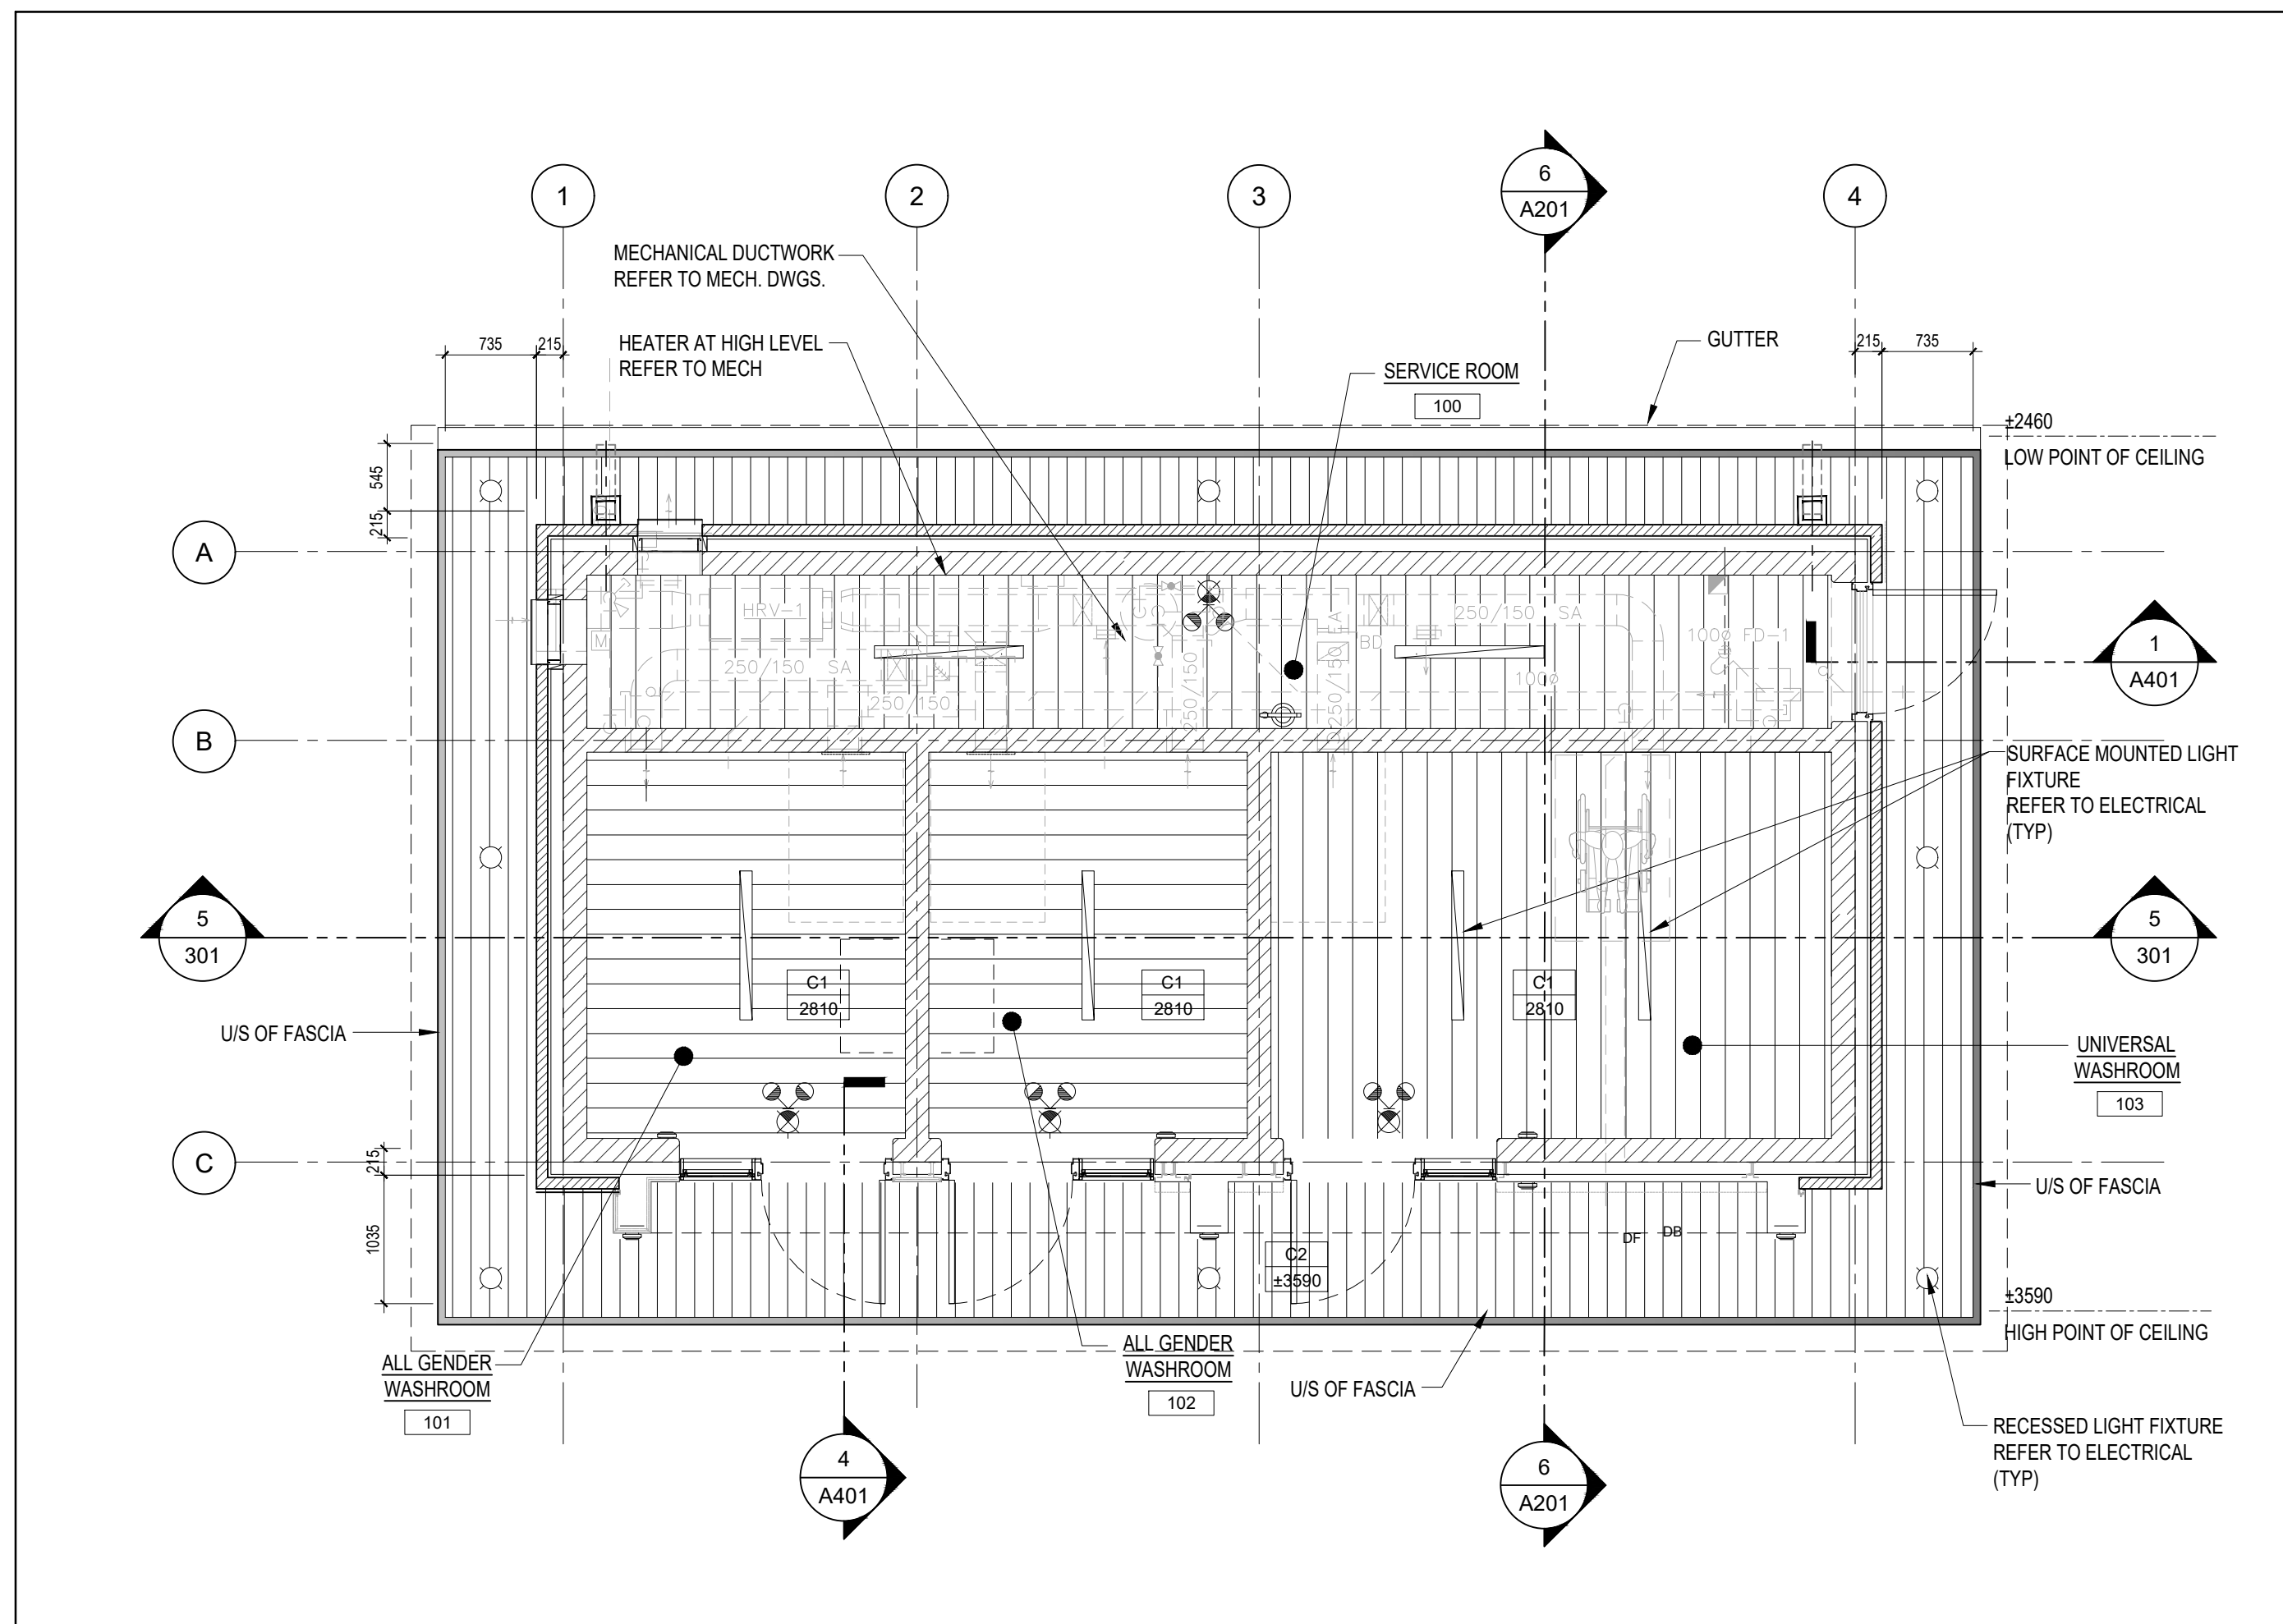 6
A201
1
2
3
4
MECHANICAL DUCTWORK
REFER TO MECH. DWGS.
HEATER AT HIGH LEVEL
REFER TO MECH
GUTTER
735
215
215
735
SERVICE ROOM
100
±2460
LOW POINT OF CEILING
545
215
A
HRV-1
250/150 SA
100ø FD-1
M
BD
EA
250/150 SA
250/150
250/150
250/150
100ø
1
A401
B
SURFACE MOUNTED LIGHT
FIXTURE
REFER TO ELECTRICAL
(TYP)
5
301
5
301
C1
2810
C1
2810
C1
2810
U/S OF FASCIA
UNIVERSAL
WASHROOM
103
C
215
1035
U/S OF FASCIA
DF
DB
C2
±3590
±3590
HIGH POINT OF CEILING
ALL GENDER
WASHROOM
101
ALL GENDER
WASHROOM
102
U/S OF FASCIA
RECESSED LIGHT FIXTURE
REFER TO ELECTRICAL
(TYP)
4
A401
6
A201